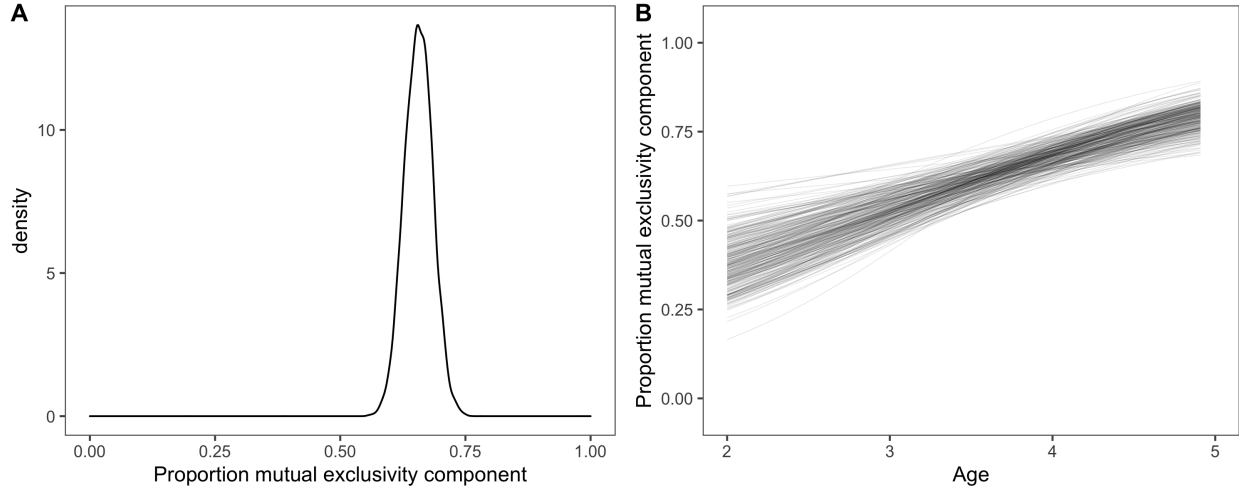 A
density
10
5
0
0.00 0.25 0.50 0.75 1.00
Proportion mutual exclusivity component
B
Proportion mutual exclusivity component
1.00
0.75
0.50
0.25
0.00
2 3 4 5
Age